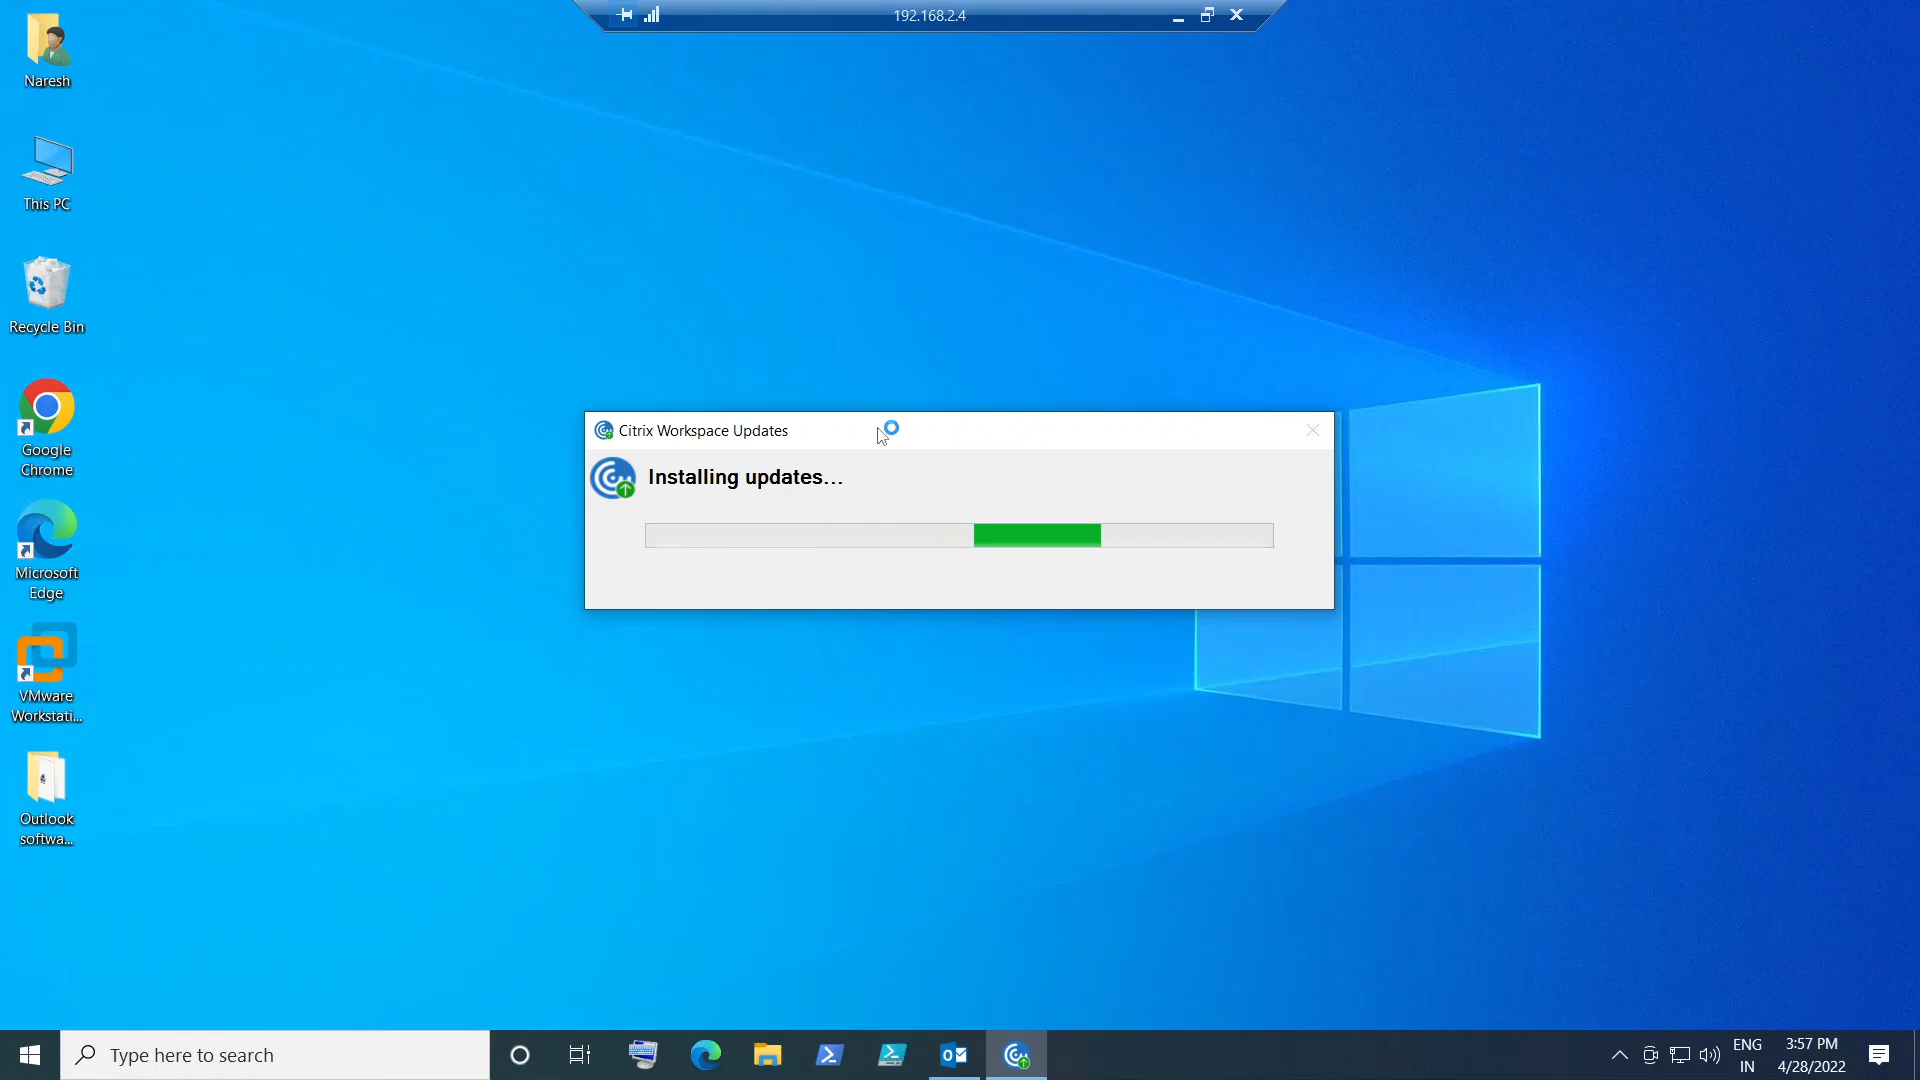 192.168.2.4
Naresh
This PC
Recycle Bin
Google
Chrome
Microsoft
Edge
VMware
Workstati...
Outlook
softwa...
Citrix Workspace Updates
Installing updates...
Type here to search
ENG
IN
3:57 PM
4/28/2022